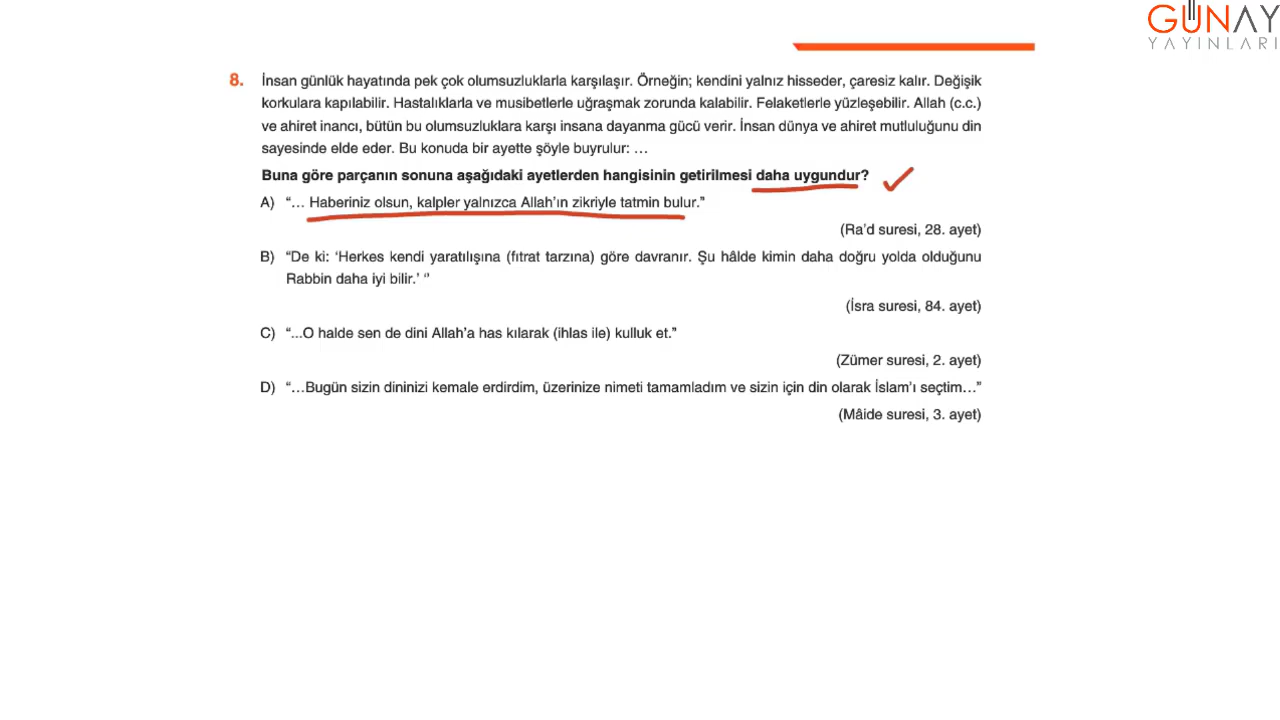 GÜNAY
YAYINLARI
8. İnsan günlük hayatında pek çok olumsuzluklarla karşılaşır. Örneğin; kendini yalnız hisseder, çaresiz kalır. Değişik
korkulara kapılabilir. Hastalıklarla ve musibetlerle uğraşmak zorunda kalabilir. Felaketlerle yüzleşebilir. Allah (c.c.)
ve ahiret inancı, bütün bu olumsuzluklara karşı insana dayanma gücü verir. İnsan dünya ve ahiret mutluluğunu din
sayesinde elde eder. Bu konuda bir ayette şöyle buyrulur: …
Buna göre parçanın sonuna aşağıdaki ayetlerden hangisinin getirilmesi daha uygundur?
A) “… Haberiniz olsun, kalpler yalnızca Allah’ın zikriyle tatmin bulur.”
(Ra’d suresi, 28. ayet)
B) “De ki: ‘Herkes kendi yaratılışına (fıtrat tarzına) göre davranır. Şu hâlde kimin daha doğru yolda olduğunu
Rabbin daha iyi bilir.’ ‘’
(İsra suresi, 84. ayet)
C) “...O halde sen de dini Allah’a has kılarak (ihlas ile) kulluk et.”
(Zümer suresi, 2. ayet)
D) “…Bugün sizin dininizi kemale erdirdim, üzerinize nimeti tamamladım ve sizin için din olarak İslam’ı seçtim…”
(Mâide suresi, 3. ayet)